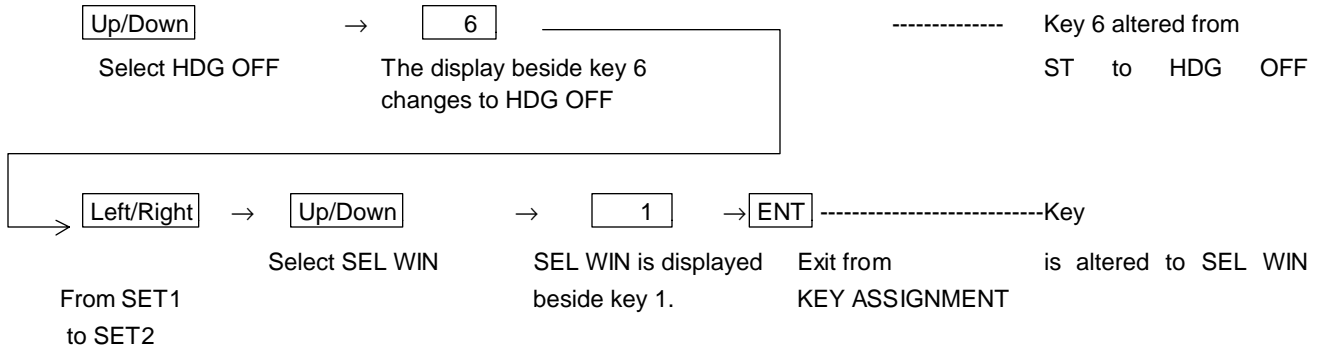 Up/Down → 6 -------------- Key 6 altered from
Select HDG OFF The display beside key 6 ST to HDG OFF
changes to HDG OFF
Left/Right → Up/Down → 1 → ENT ----------------------------Key
Select SEL WIN SEL WIN is displayed Exit from is altered to SEL WIN
From SET1 beside key 1. KEY ASSIGNMENT
to SET2